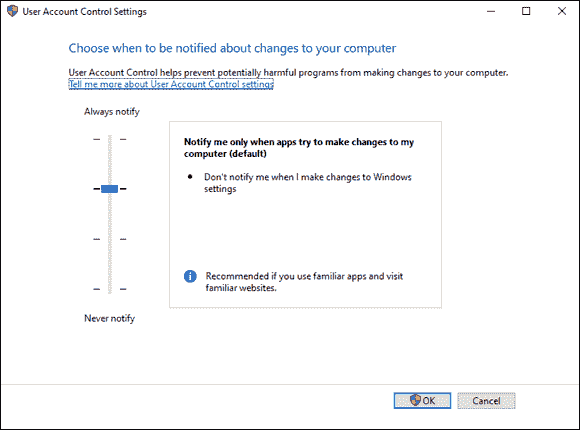 User Account Control Settings
Choose when to be notified about changes to your computer
User Account Control helps prevent potentially harmful programs from making changes to your computer.
Tell me more about User Account Control settings
Always notify
Notify me only when apps try to make changes to my
computer (default)
Don't notify me when I make changes to Windows
settings
Recommended if you use familiar apps and visit
familiar websites.
Never notify
OK
Cancel